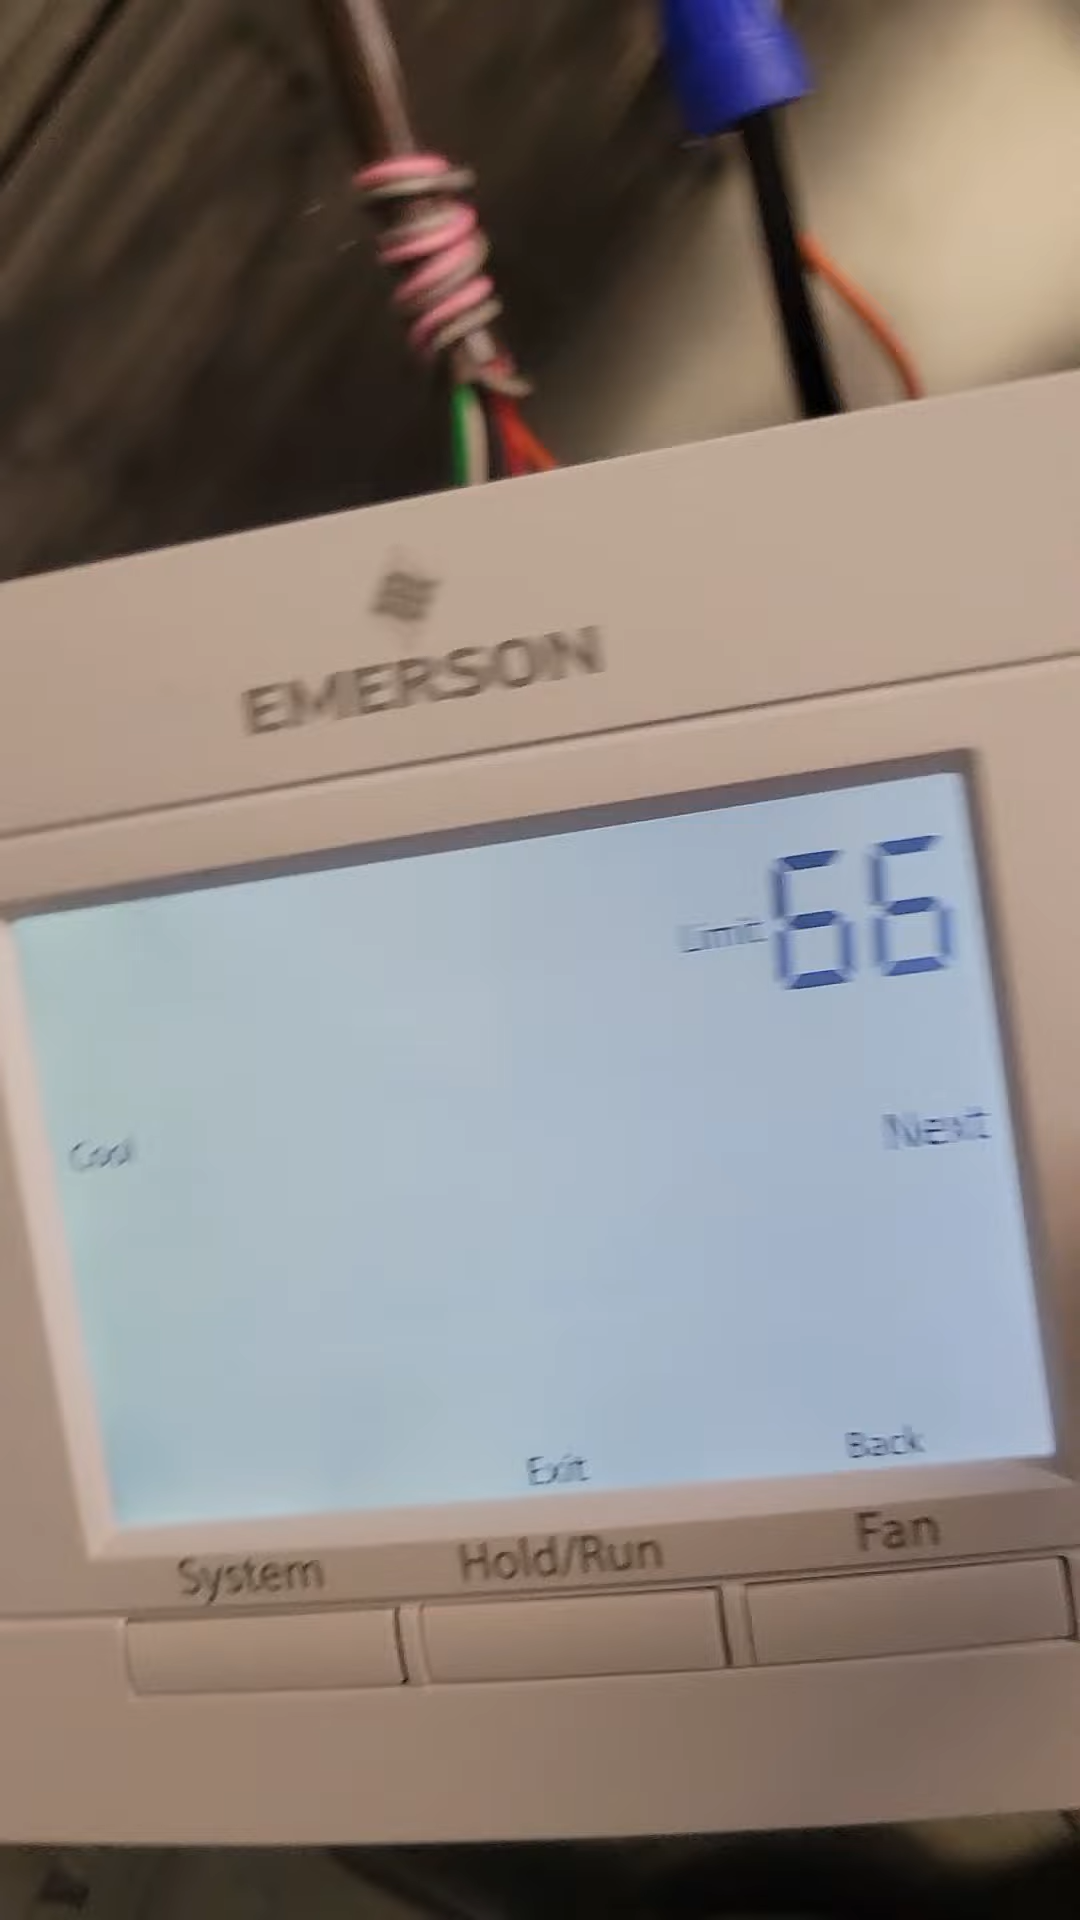 EMERSON
Limit 66
Cool
Next
Exit
Back
System
Hold/Run
Fan